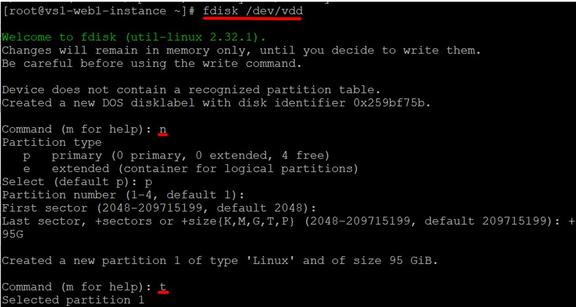 [root@vs1-web1-instance ~]# fdisk /dev/vdd
Welcome to fdisk (util-linux 2.32.1).
Changes will remain in memory only, until you decide to write them.
Be careful before using the write command.
Device does not contain a recognized partition table.
Created a new DOS disklabel with disk identifier 0x259bf75b.
Command (m for help): n
Partition type
p primary (0 primary, 0 extended, 4 free)
e extended (container for logical partitions)
Select (default p): p
Partition number (1-4, default 1):
First sector (2048-209715199, default 2048):
Last sector, +sectors or +size{K,M,G,T,P} (2048-209715199, default 209715199): +
95G
Created a new partition 1 of type 'Linux' and of size 95 GiB.
Command (m for help): t
Selected partition 1